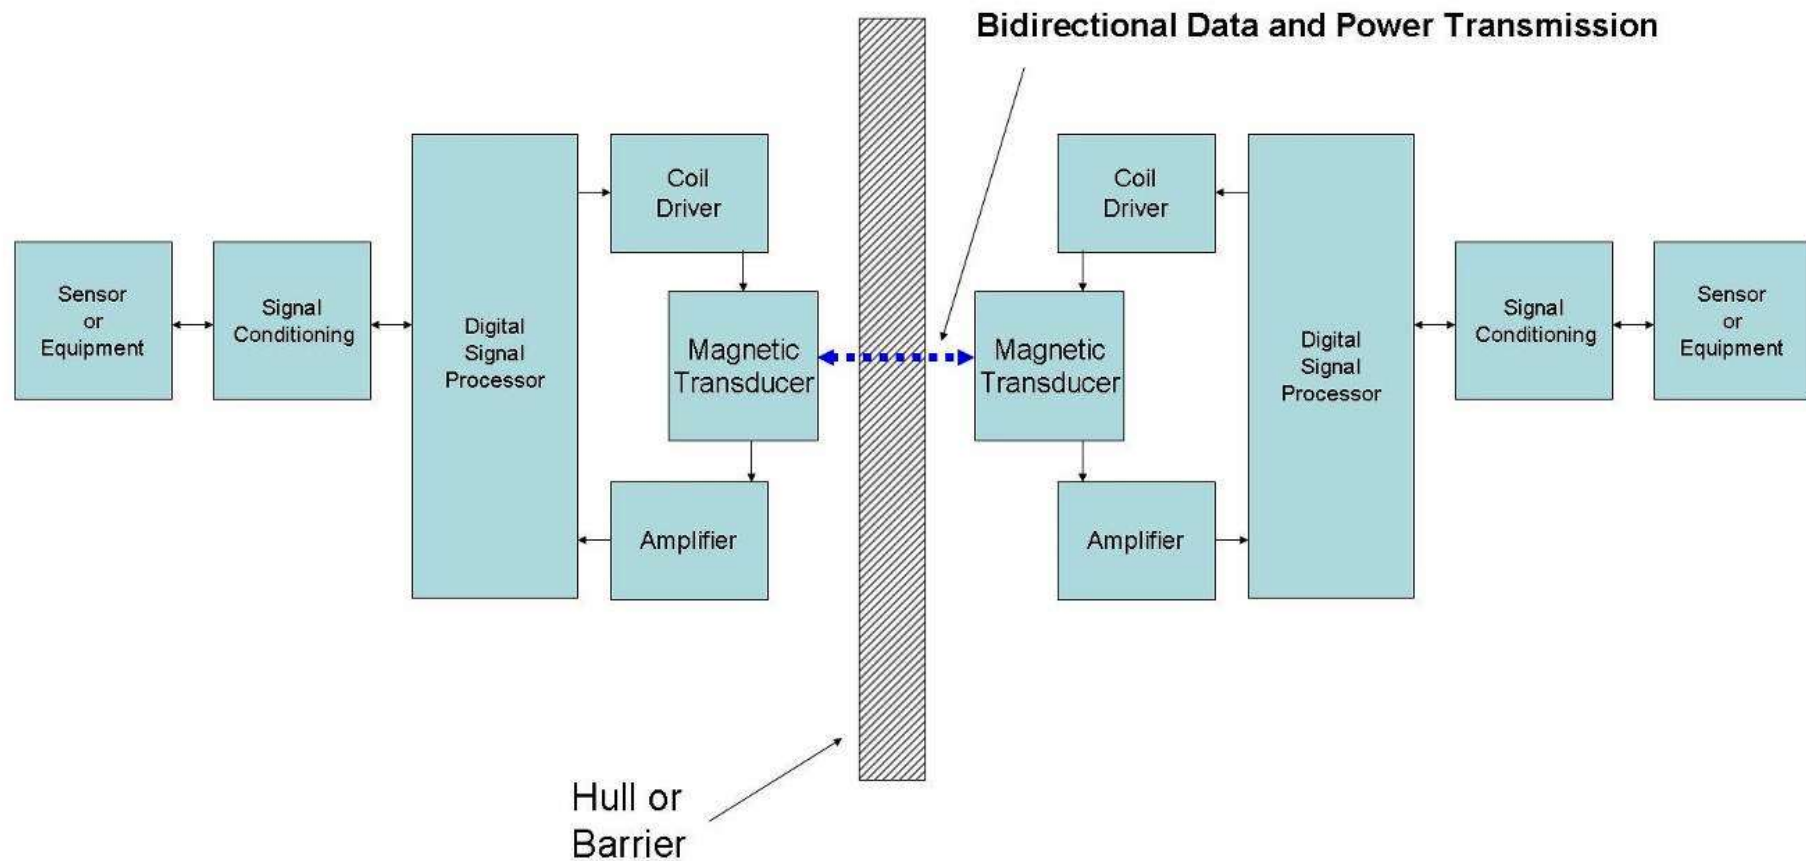 Bidirectional Data and Power Transmission
Coil
Driver
Coil
Driver
Sensor
or
Equipment
Signal
Conditioning
Digital
Signal
Processor
Magnetic
Transducer
Magnetic
Transducer
Digital
Signal
Processor
Signal
Conditioning
Sensor
or
Equipment
Amplifier
Amplifier
Hull or
Barrier